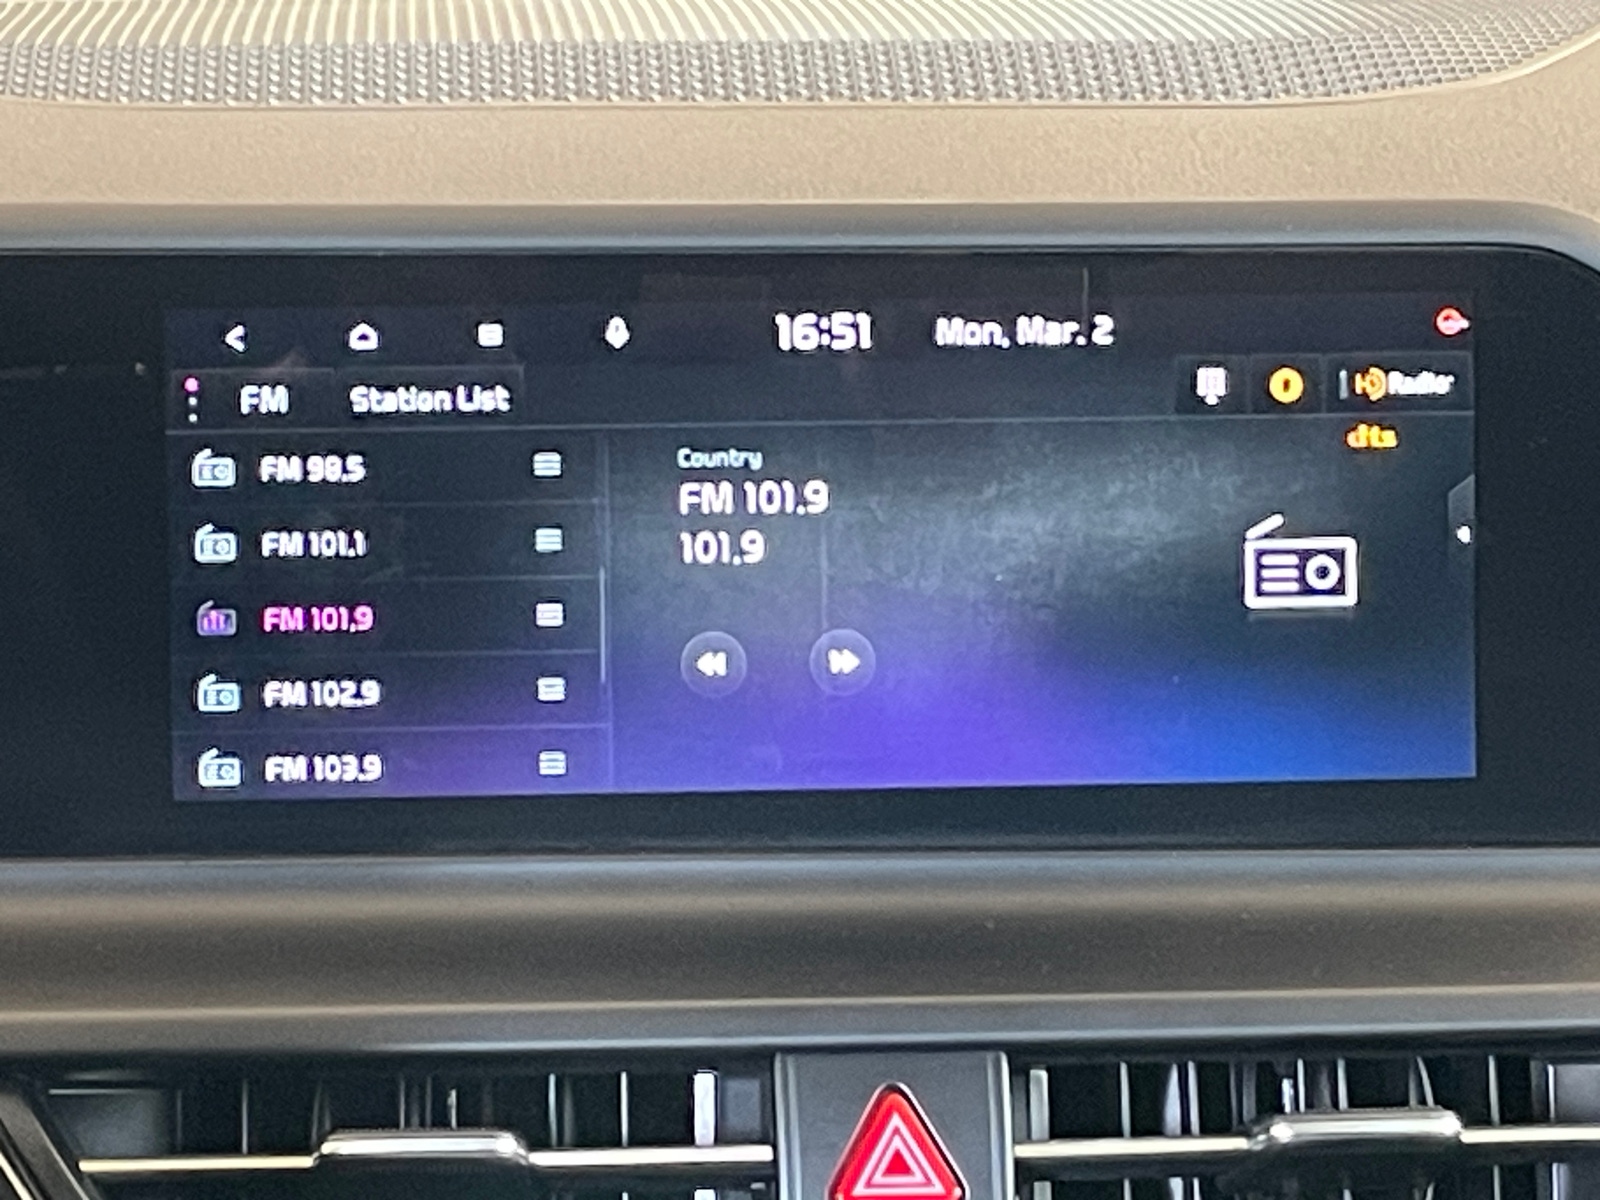 16:51 Mon, Mar. 2
FM Station List HD Radio
dts
FM 98.5
FM 101.1
FM 101.9
FM 102.9
FM 103.9
Country
FM 101.9
101.9